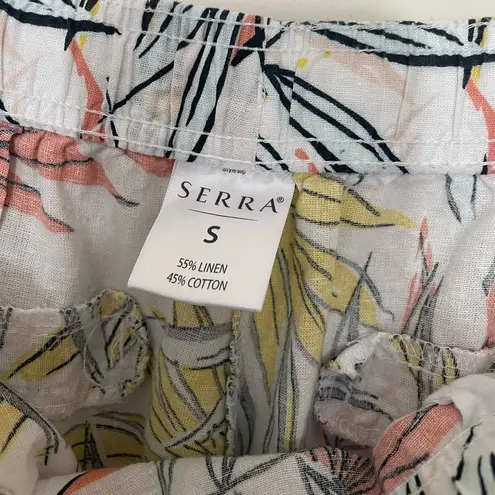 SERRA®
S
55% LINEN
45% COTTON